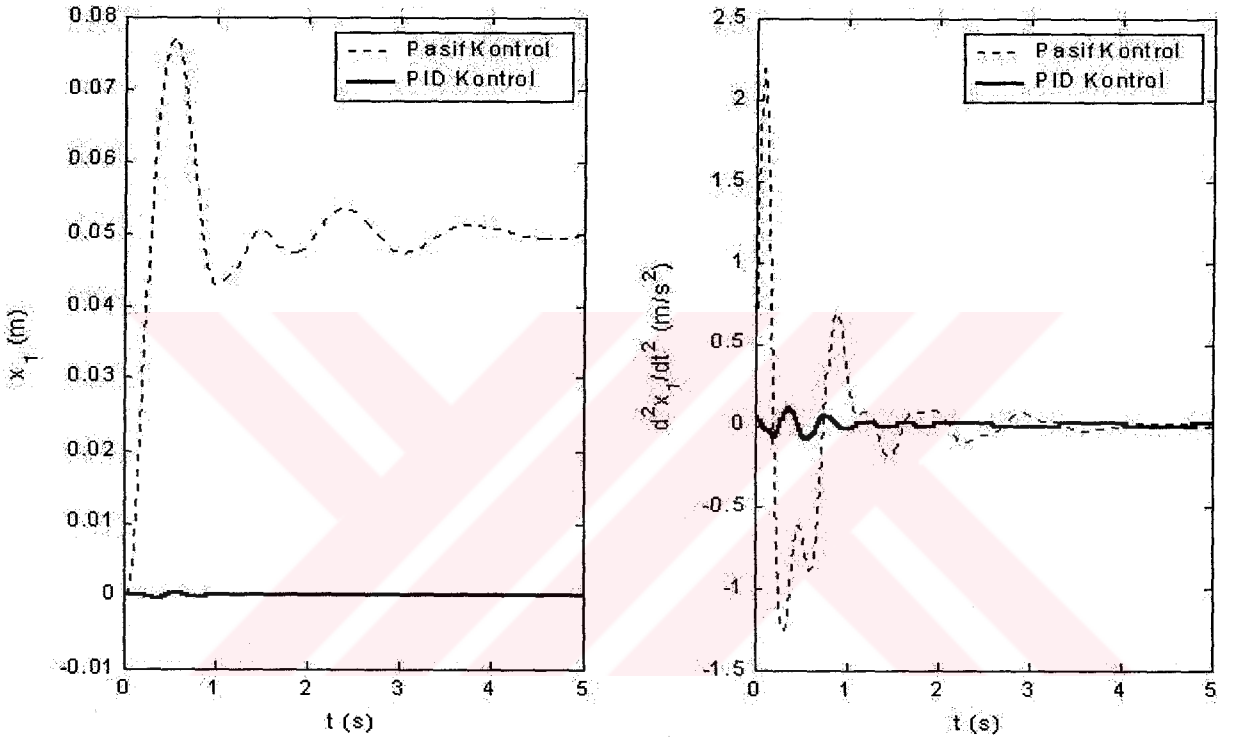 0.08
0.07
0.06
0.05
0.04
0.03
0.02
0.01
0
-0.01
x1 (m)
Pasif Kontrol
PID Kontrol
0 1 2 3 4 5
t (s)
2.5
2
1.5
1
0.5
0
-0.5
-1
-1.5
d²x1/dt² (m/s²)
Pasif Kontrol
PID Kontrol
0 1 2 3 4 5
t (s)